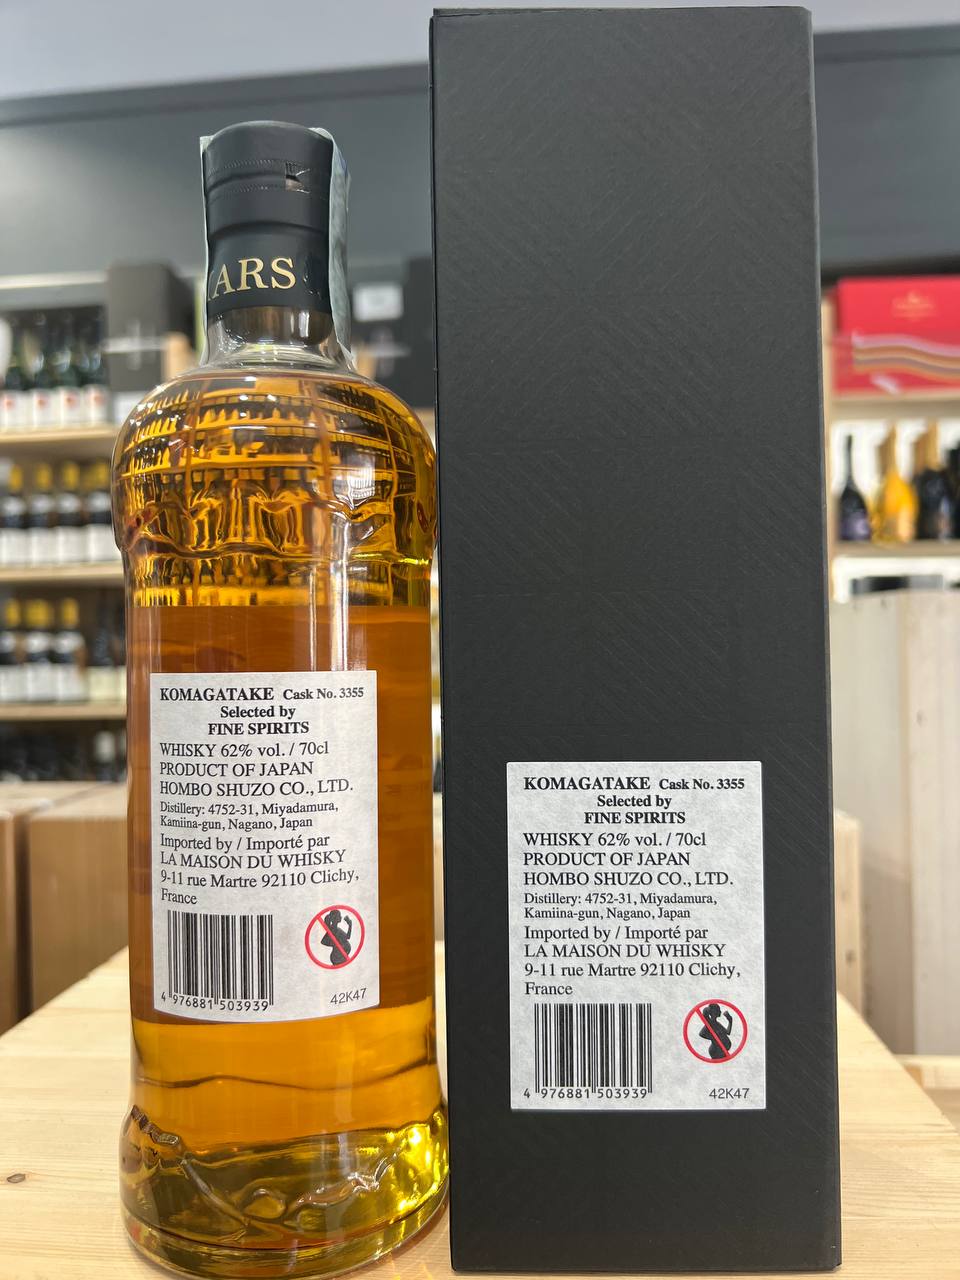 ARS
KOMAGATAKE Cask No. 3355
Selected by
FINE SPIRITS
WHISKY 62% vol. / 70cl
PRODUCT OF JAPAN
HOMBO SHUZO CO., LTD.
Distillery: 4752-31, Miyadamura,
Kamiina-gun, Nagano, Japan
Imported by / Importé par
LA MAISON DU WHISKY
9-11 rue Martre 92110 Clichy,
France
4 976881 503939
42K47
KOMAGATAKE Cask No. 3355
Selected by
FINE SPIRITS
WHISKY 62% vol. / 70cl
PRODUCT OF JAPAN
HOMBO SHUZO CO., LTD.
Distillery: 4752-31, Miyadamura,
Kamiina-gun, Nagano, Japan
Imported by / Importé par
LA MAISON DU WHISKY
9-11 rue Martre 92110 Clichy,
France
4 976881 503939
42K47